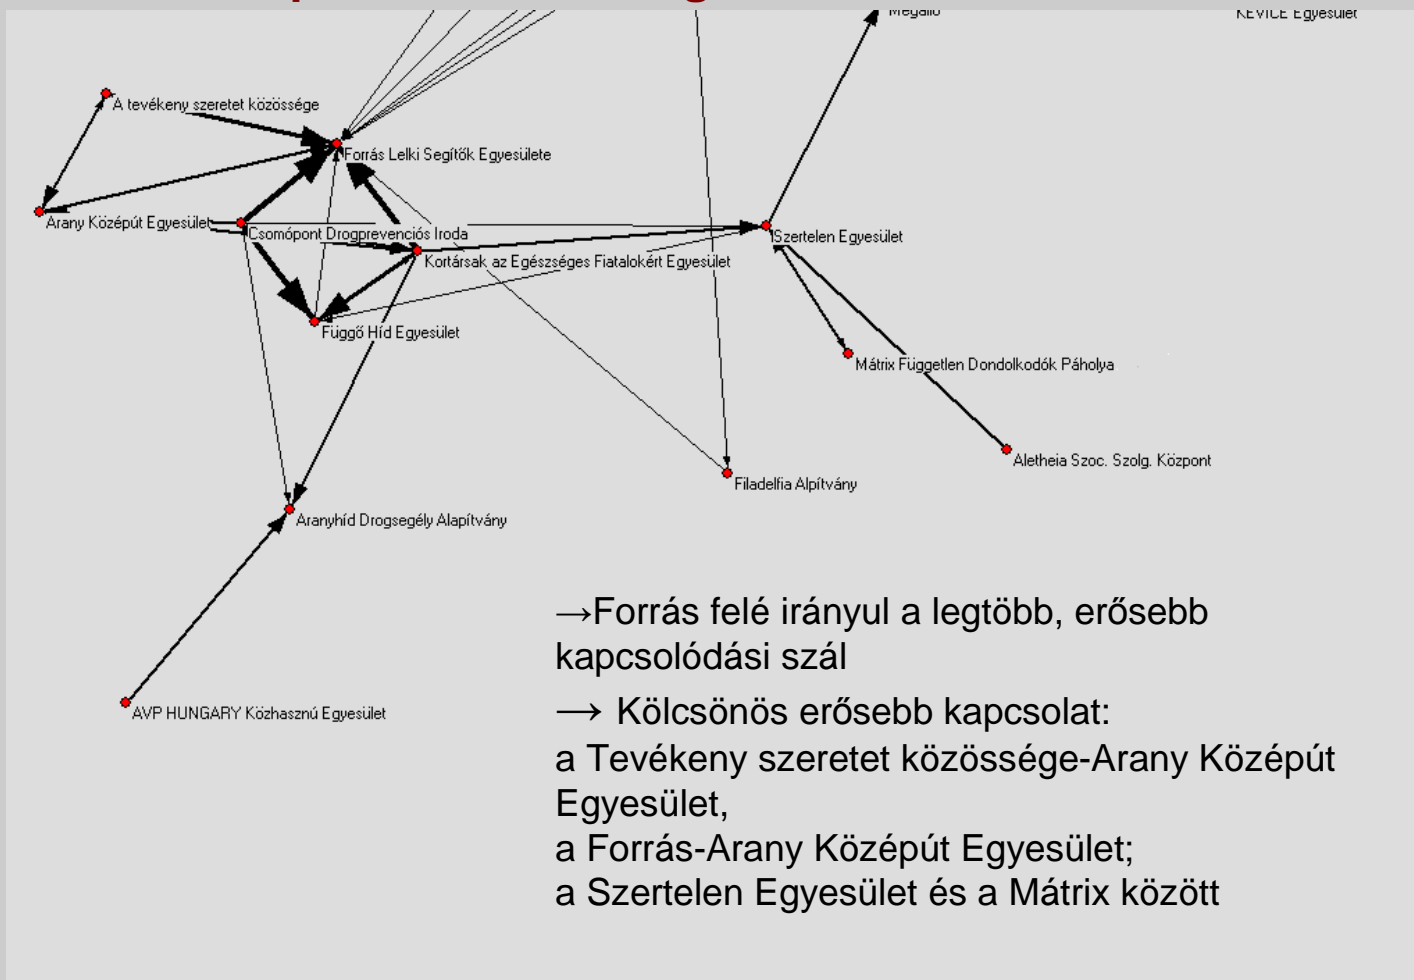 KEVICE Egyesület
A tevékeny szeretet közössége
Forrás Lelki Segítők Egyesülete
Arany Középút Egyesület
Csomópont Drogprevenciós Iroda
Szertelen Egyesület
Kortársak az Egészséges Fiatalokért Egyesület
Függő Híd Egyesület
Mátrix Független Dondolkodók Páholya
Aletheia Szoc. Szolg. Központ
Filadelfia Alpítvány
Aranyhíd Drogsegély Alapítvány
→Forrás felé irányul a legtöbb, erősebb
kapcsolódási szál
AVP HUNGARY Közhasznú Egyesület
→ Kölcsönös erősebb kapcsolat:
a Tevékeny szeretet közössége-Arany Középút
Egyesület,
a Forrás-Arany Középút Egyesület;
a Szertelen Egyesület és a Mátrix között